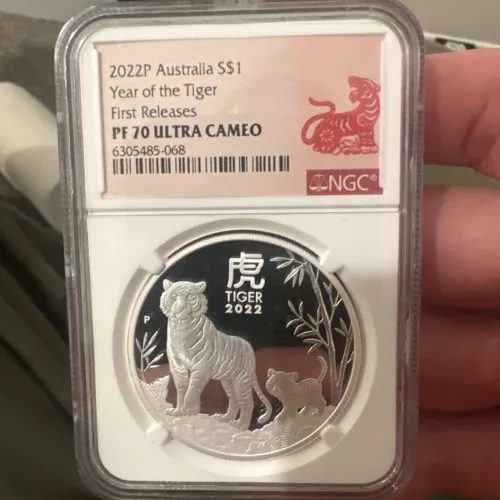 2022P Australia S$1
Year of the Tiger
First Releases
PF 70 ULTRA CAMEO
6305485-068
NGC®
虎
TIGER
2022
P